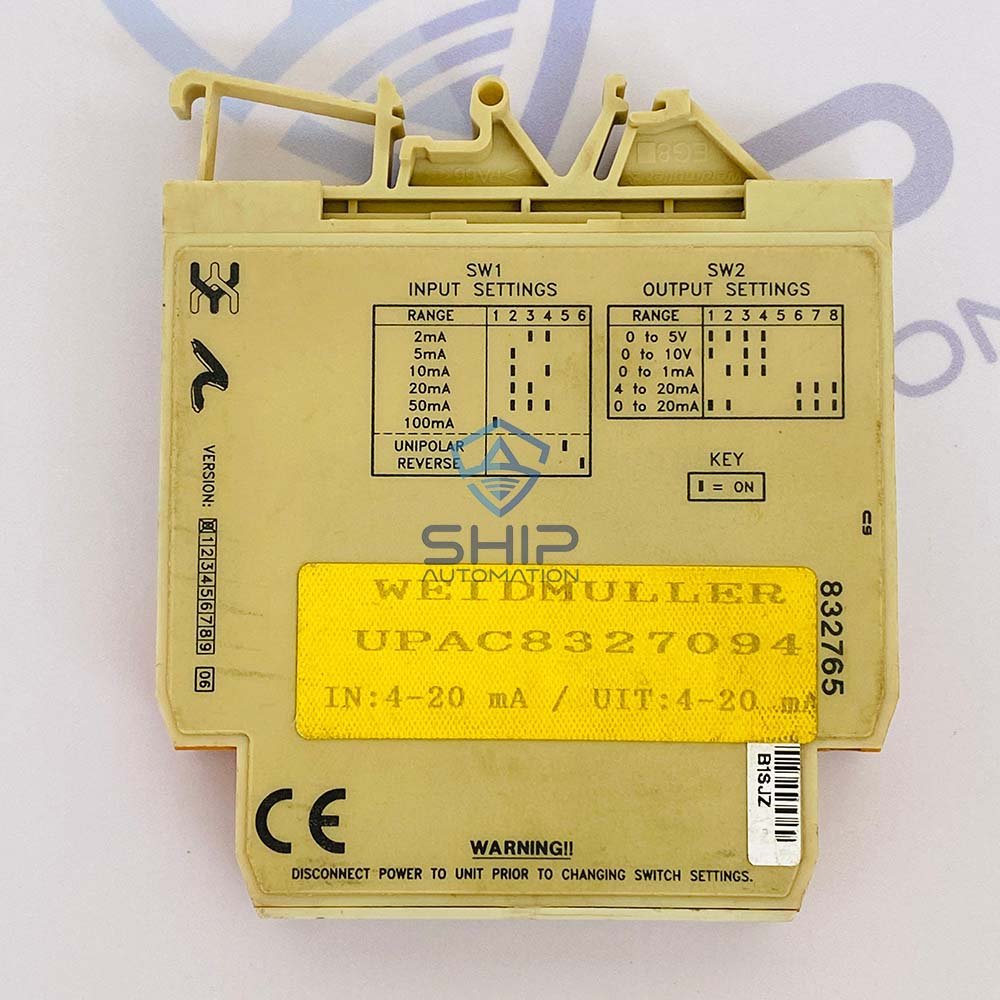 EG8
>PA66
SW1
INPUT SETTINGS
RANGE 1 2 3 4 5 6
2mA
5mA
10mA
20mA
50mA
100mA
UNIPOLAR
REVERSE
SW2
OUTPUT SETTINGS
RANGE 1 2 3 4 5 6 7 8
0 to 5V
0 to 10V
0 to 1mA
4 to 20mA
0 to 20mA
KEY
= ON
VERSION: 0 1 2 3 4 5 6 7 8 9 06
C9
SHIP
AUTOMATION
WEIDMULLER
UPAC8327094
IN:4-20 mA / UIT:4-20 mA
832765
B1SJZ
CE
WARNING!!
DISCONNECT POWER TO UNIT PRIOR TO CHANGING SWITCH SETTINGS.